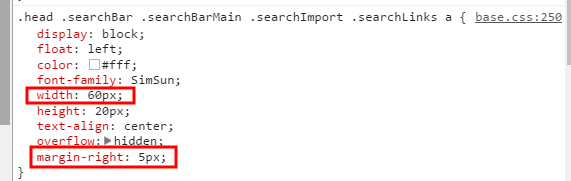 .head .searchBar .searchBarMain .searchImport .searchLinks a { base.css:250
display: block;
float: left;
color: #fff;
font-family: SimSun;
width: 60px;
height: 20px;
text-align: center;
overflow: hidden;
margin-right: 5px;
}